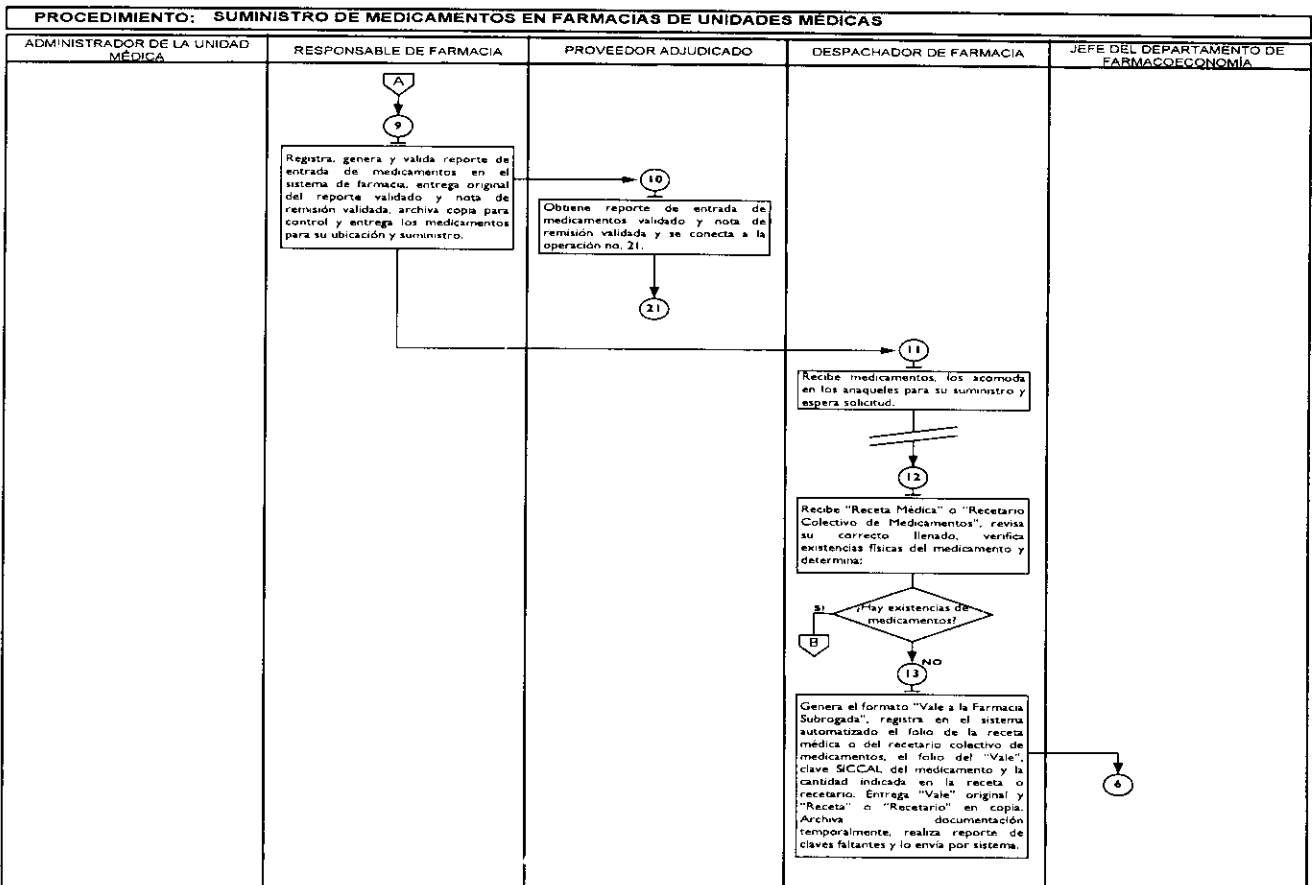 PROCEDIMIENTO: SUMINISTRO DE MEDICAMENTOS EN FARMACIAS DE UNIDADES MÉDICAS
ADMINISTRADOR DE LA UNIDAD
MÉDICA
RESPONSABLE DE FARMACIA
PROVEEDOR ADJUDICADO
DESPACHADOR DE FARMACIA
JEFE DEL DEPARTAMENTO DE
FARMACOECONOMÍA
A
9
Registra, genera y valida reporte de
entrada de medicamentos en el
sistema de farmacia, entrega original
del reporte validado y nota de
remisión validada, archiva copia para
control y entrega los medicamentos
para su ubicación y suministro.
10
Obtiene reporte de entrada de
medicamentos validado y nota de
remisión validada y se conecta a la
operación no. 21.
21
11
Recibe medicamentos, los acomoda
en los anaqueles para su suministro y
espera solicitud.
12
Recibe "Receta Médica" o "Recetario
Colectivo de Medicamentos", revisa
su correcto llenado, verifica
existencias físicas del medicamento y
determina:
¿Hay existencias de
medicamentos?
SI
B
NO
13
Genera el formato "Vale a la Farmacia
Subrogada", registra en el sistema
automatizado el folio de la receta
médica o del recetario colectivo de
medicamentos, el folio del "Vale",
clave SICCAL del medicamento y la
cantidad indicada en la receta o
recetario. Entrega "Vale" original y
"Receta" o "Recetario" en copia.
Archiva documentación
temporalmente, realiza reporte de
claves faltantes y lo envía por sistema.
6